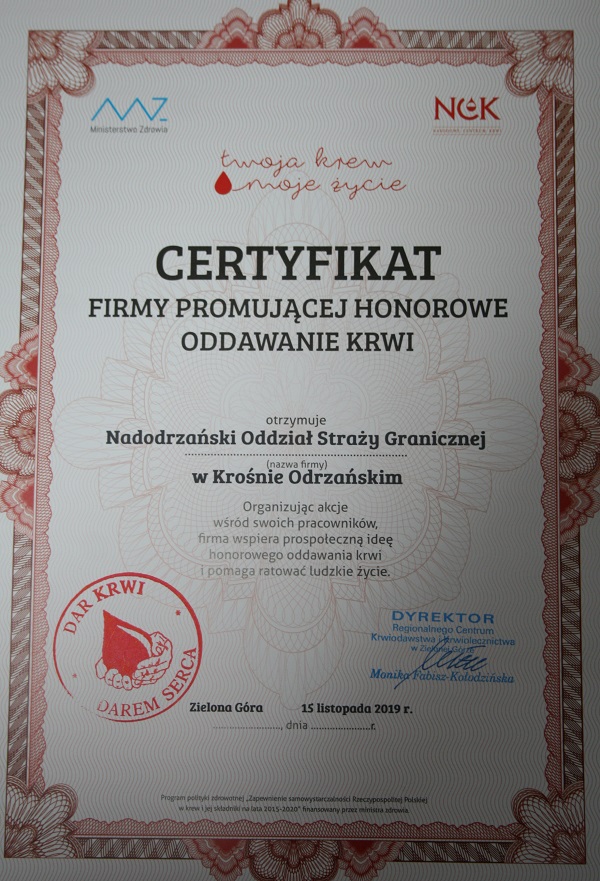 Ministerstwo Zdrowia
NCK
NARODOWE CENTRUM KRWI
twoja krew
moje życie
CERTYFIKAT
FIRMY PROMUJĄCEJ HONOROWE
ODDAWANIE KRWI
otrzymuje
Nadodrzański Oddział Straży Granicznej
(nazwa firmy)
w Krośnie Odrzańskim
Organizując akcje
wśród swoich pracowników,
firma wspiera prospołeczną ideę
honorowego oddawania krwi
i pomaga ratować ludzkie życie.
DAR KRWI
DAREM SERCA
DYREKTOR
Regionalnego Centrum
Krwiodawstwa i Krwiolecznictwa
w Zielonej Górze
Monika Fabisz-Kołodzińska
Zielona Góra 15 listopada 2019 r.
......................, dnia ......................r.
Program polityki zdrowotnej „Zapewnienie samowystarczalności Rzeczypospolitej Polskiej
w krew i jej składniki na lata 2015-2020” finansowany przez ministra zdrowia.